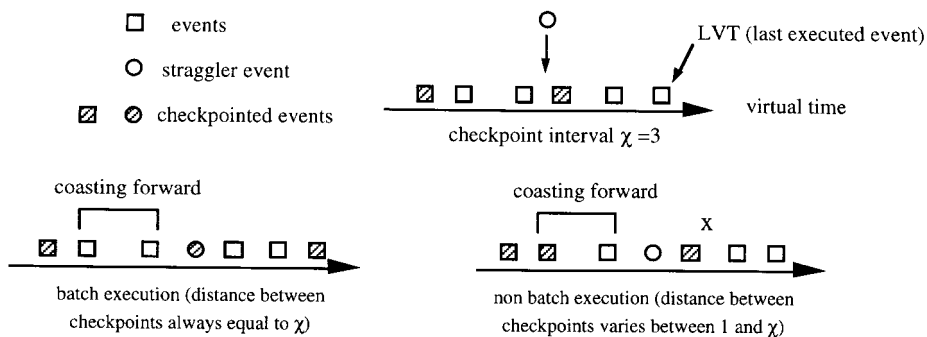 events
straggler event
checkpointed events
LVT (last executed event)
virtual time
checkpoint interval χ =3
coasting forward
batch execution (distance between
checkpoints always equal to χ)
coasting forward
x
non batch execution (distance between
checkpoints varies between 1 and χ)